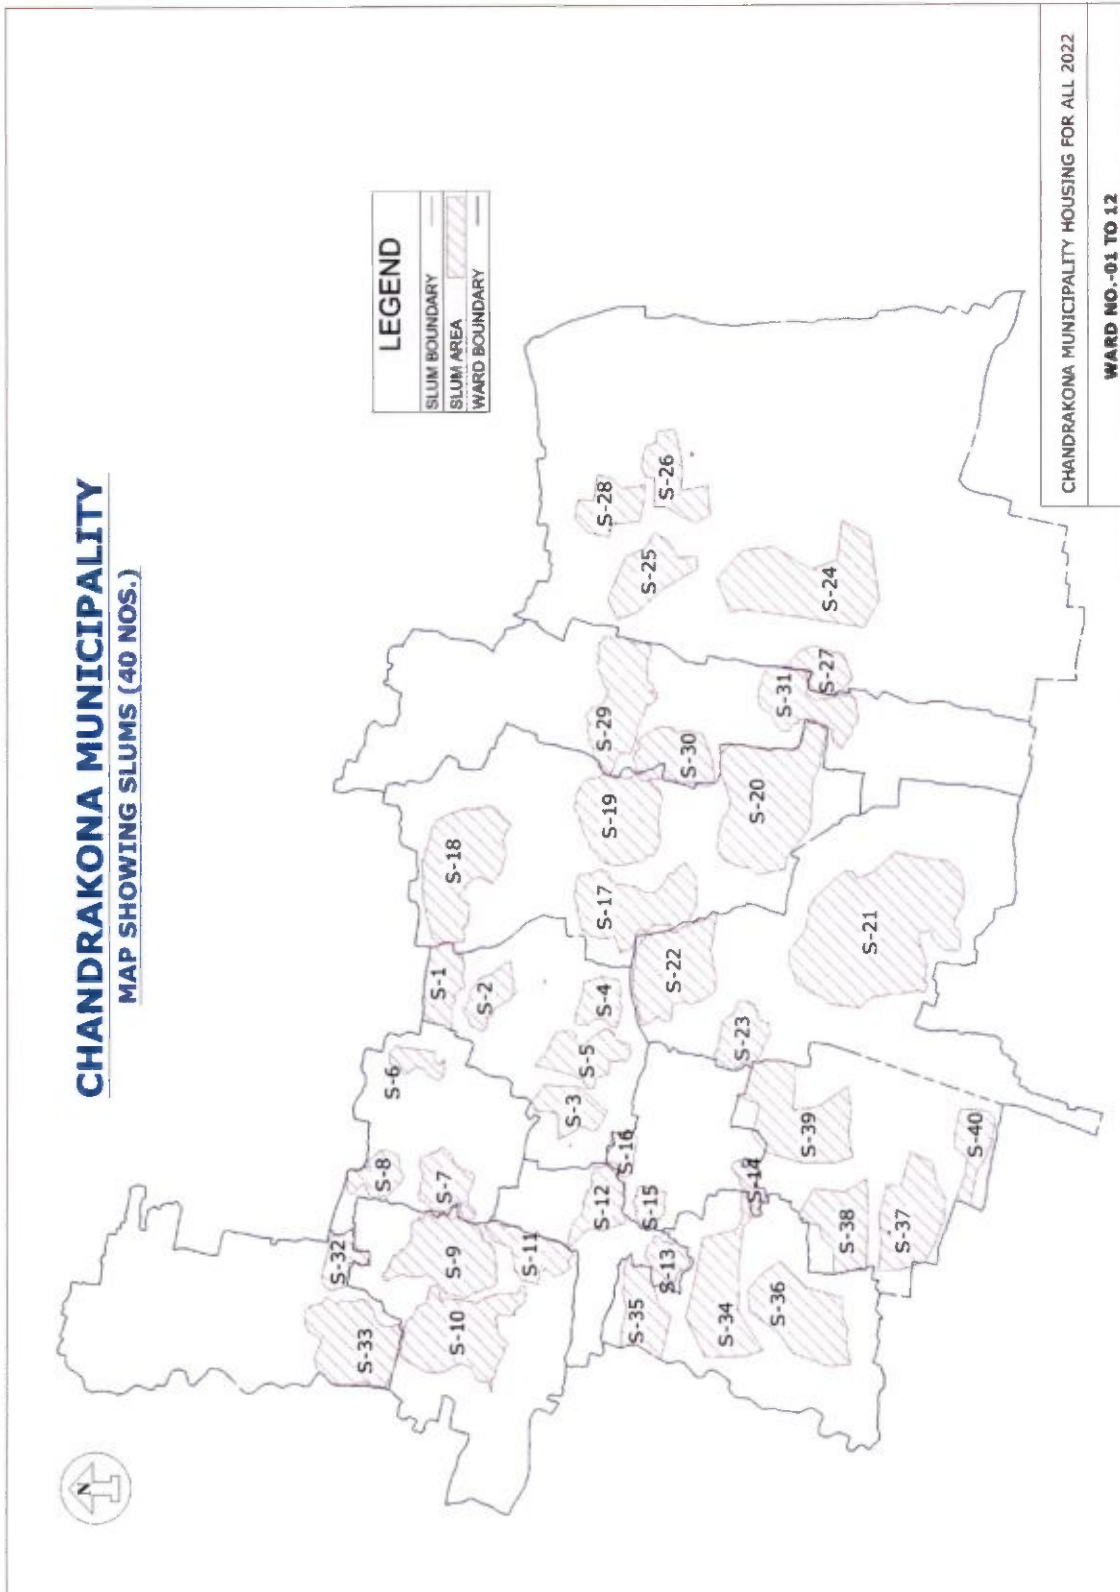 CHANDRAKONA MUNICIPALITY
MAP SHOWING SLUMS (40 NOS.)
N
LEGEND
SLUM BOUNDARY
SLUM AREA
WARD BOUNDARY
S-33
S-32
S-8
S-6
S-10
S-9
S-7
S-1
S-18
S-2
S-11
S-3
S-5
S-4
S-17
S-19
S-29
S-28
S-12
S-16
S-35
S-13
S-15
S-22
S-30
S-25
S-26
S-34
S-14
S-23
S-20
S-31
S-36
S-39
S-27
S-24
S-38
S-21
S-37
S-40
CHANDRAKONA MUNICIPALITY HOUSING FOR ALL 2022
WARD NO.-01 TO 12